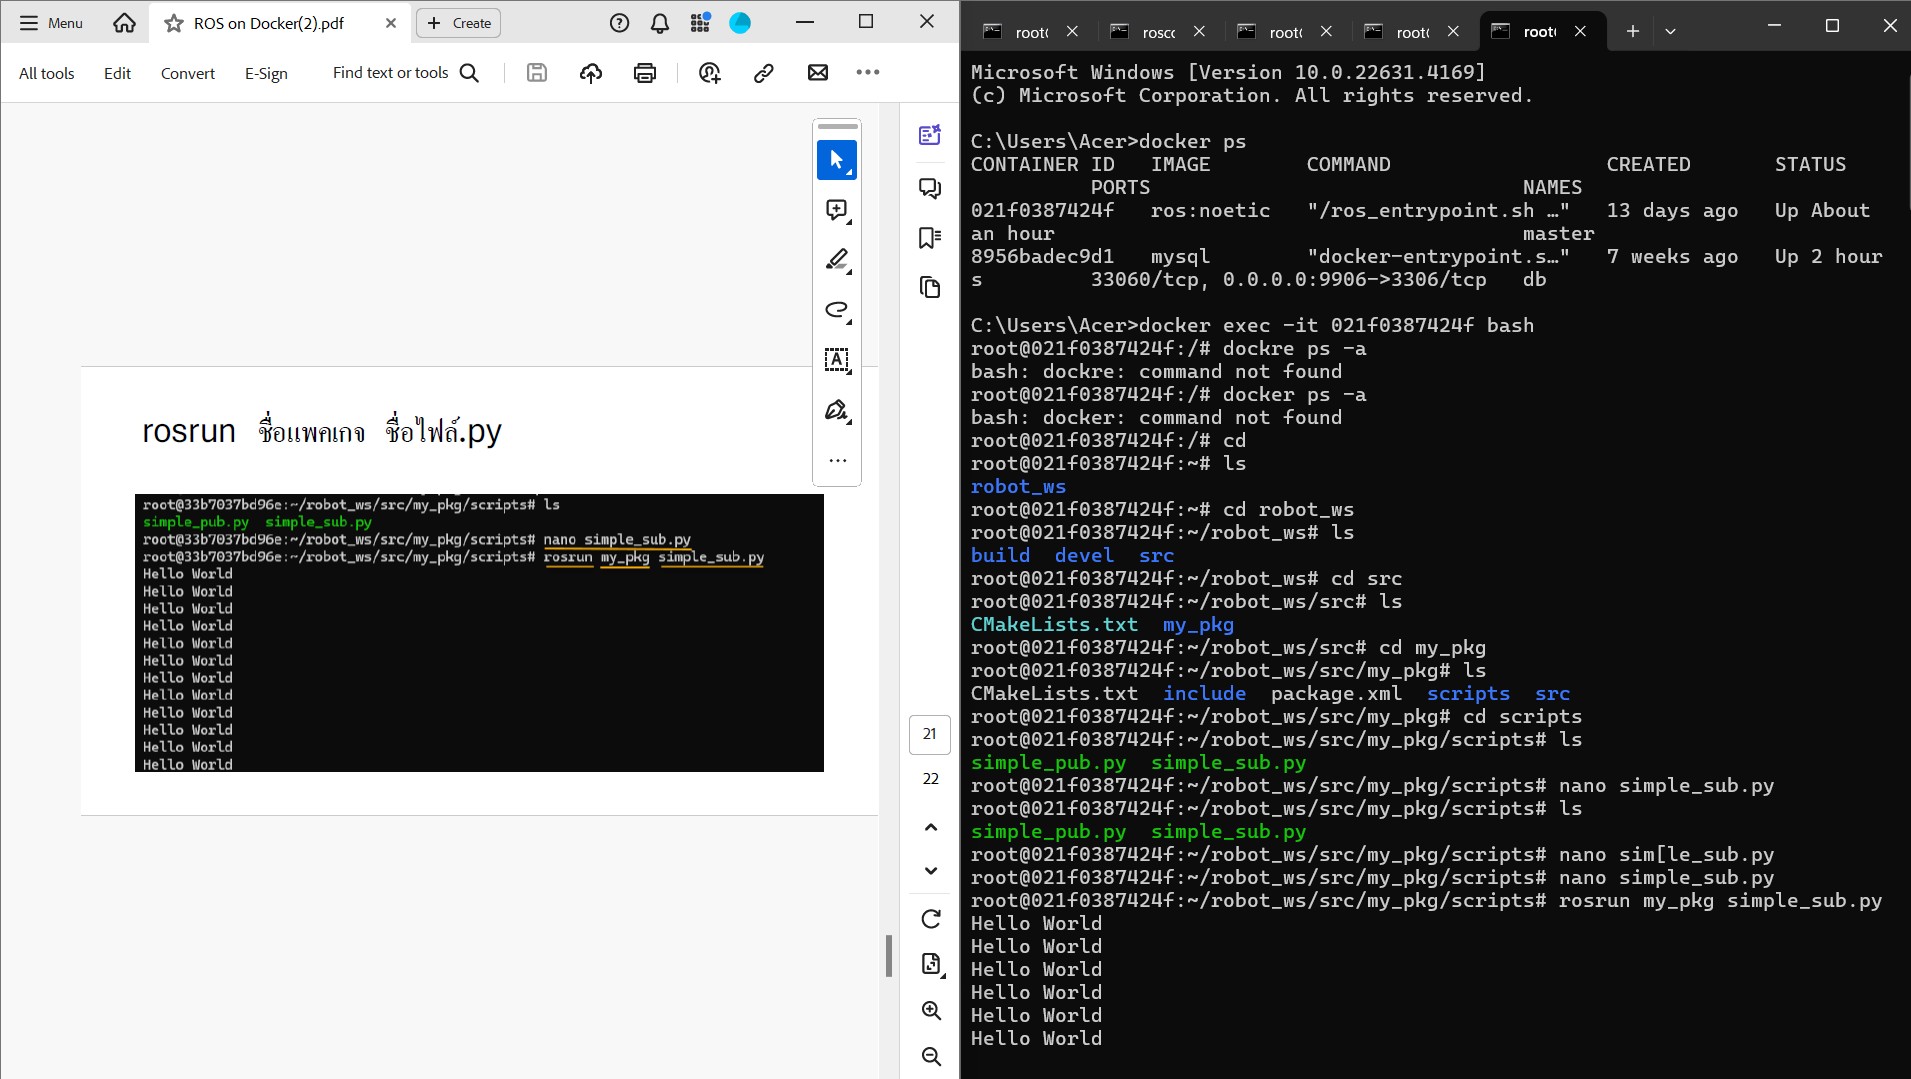 Menu
ROS on Docker(2).pdf
Create
All tools
Edit
Convert
E-Sign
Find text or tools
rosrun ชื่อแพคเกจ ชื่อไฟล์.py
root@33b7037bd96e:~/robot_ws/src/my_pkg/scripts# ls
simple_pub.py simple_sub.py
root@33b7037bd96e:~/robot_ws/src/my_pkg/scripts# nano simple_sub.py
root@33b7037bd96e:~/robot_ws/src/my_pkg/scripts# rosrun my_pkg simple_sub.py
Hello World
Hello World
Hello World
Hello World
Hello World
Hello World
Hello World
Hello World
Hello World
Hello World
Hello World
Hello World
21
22
root(
rosco
root(
root(
root(
Microsoft Windows [Version 10.0.22631.4169]
(c) Microsoft Corporation. All rights reserved.
C:\Users\Acer>docker ps
CONTAINER ID IMAGE COMMAND CREATED STATUS
PORTS NAMES
021f0387424f ros:noetic "/ros_entrypoint.sh …" 13 days ago Up About
an hour master
8956badec9d1 mysql "docker-entrypoint.s…" 7 weeks ago Up 2 hour
s 33060/tcp, 0.0.0.0:9906->3306/tcp db
C:\Users\Acer>docker exec -it 021f0387424f bash
root@021f0387424f:/# dockre ps -a
bash: dockre: command not found
root@021f0387424f:/# docker ps -a
bash: docker: command not found
root@021f0387424f:/# cd
root@021f0387424f:~# ls
robot_ws
root@021f0387424f:~# cd robot_ws
root@021f0387424f:~/robot_ws# ls
build devel src
root@021f0387424f:~/robot_ws# cd src
root@021f0387424f:~/robot_ws/src# ls
CMakeLists.txt my_pkg
root@021f0387424f:~/robot_ws/src# cd my_pkg
root@021f0387424f:~/robot_ws/src/my_pkg# ls
CMakeLists.txt include package.xml scripts src
root@021f0387424f:~/robot_ws/src/my_pkg# cd scripts
root@021f0387424f:~/robot_ws/src/my_pkg/scripts# ls
simple_pub.py simple_sub.py
root@021f0387424f:~/robot_ws/src/my_pkg/scripts# nano simple_sub.py
root@021f0387424f:~/robot_ws/src/my_pkg/scripts# ls
simple_pub.py simple_sub.py
root@021f0387424f:~/robot_ws/src/my_pkg/scripts# nano sim[le_sub.py
root@021f0387424f:~/robot_ws/src/my_pkg/scripts# nano simple_sub.py
root@021f0387424f:~/robot_ws/src/my_pkg/scripts# rosrun my_pkg simple_sub.py
Hello World
Hello World
Hello World
Hello World
Hello World
Hello World